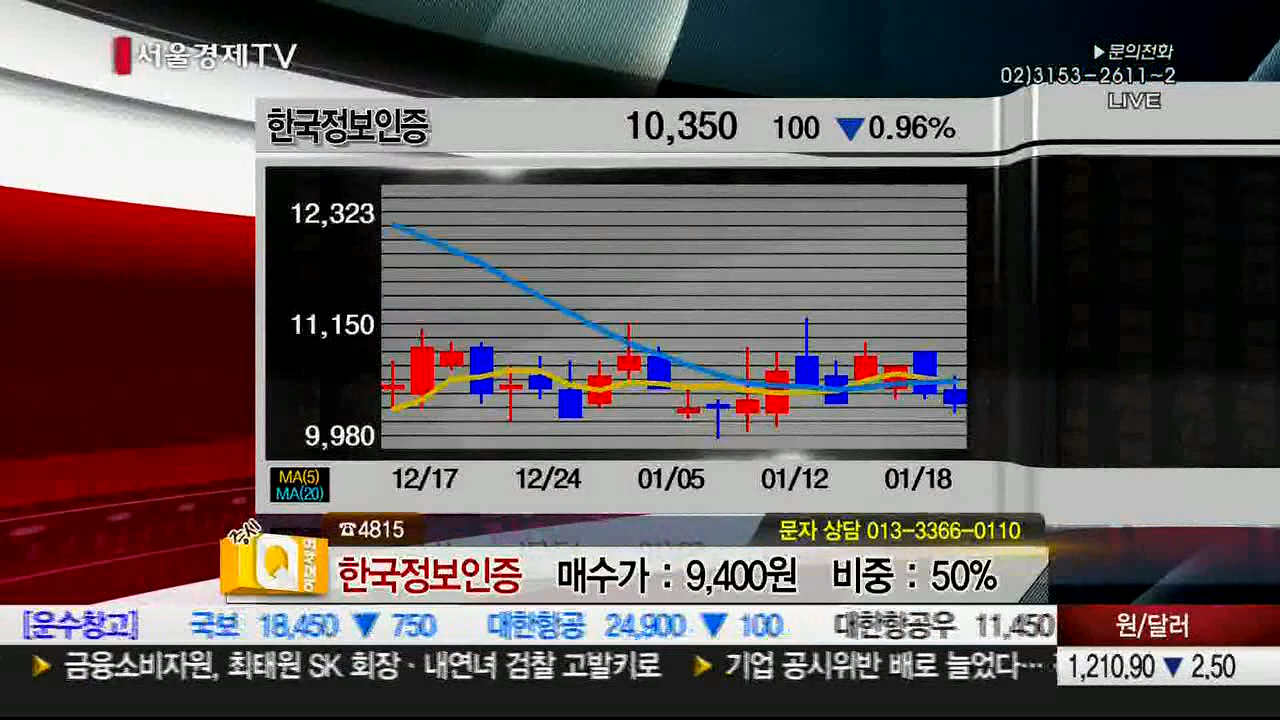 서울경제TV
▶문의전화
02)3153-2611~2
LIVE
한국정보인증 10,350 100 ▼0.96%
12,323
11,150
9,980
12/17 12/24 01/05 01/12 01/18
MA(5)
MA(20)
증시 Q
☎4815 문자 상담 013-3366-0110
한국정보인증 매수가 : 9,400원 비중 : 50%
[운수창고] 국보 18,450 ▼ 750 대한항공 24,900 ▼ 100 대한항공우 11,450
원/달러
금융소비자원, 최태원 SK 회장·내연녀 검찰 고발키로 기업 공시위반 배로 늘었다…
1,210.90 ▼ 2.50